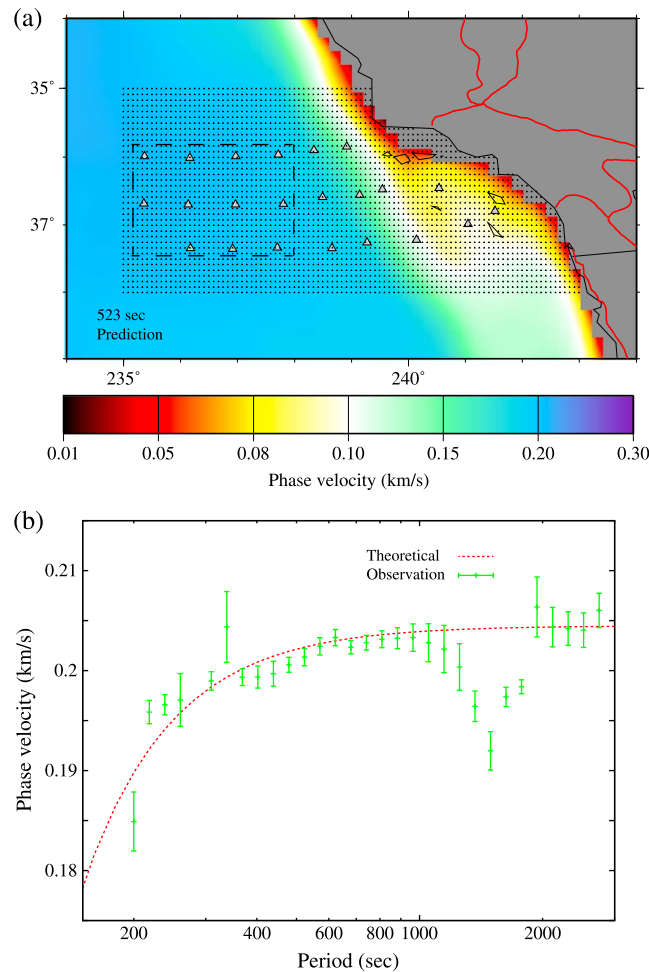 (a)
35°
37°
523 sec
Prediction
235°
240°
0.01 0.05 0.08 0.10 0.15 0.20 0.30
Phase velocity (km/s)
(b)
Theoretical
Observation
0.21
0.2
0.19
0.18
Phase velocity (km/s)
200 400 600 800 1000 2000
Period (sec)